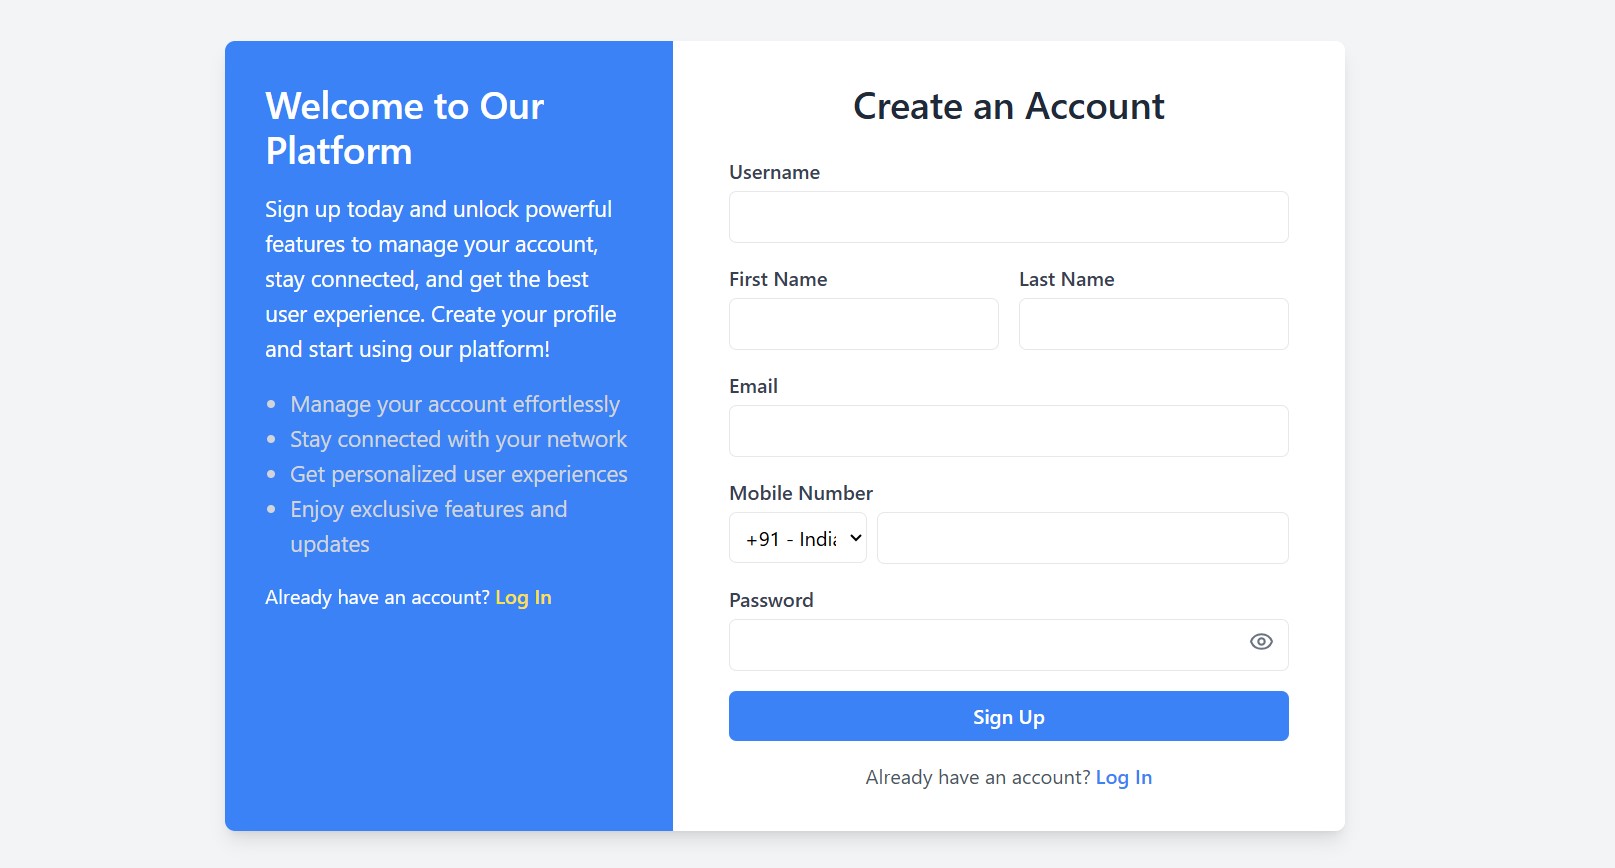 Welcome to Our
Platform
Sign up today and unlock powerful
features to manage your account,
stay connected, and get the best
user experience. Create your profile
and start using our platform!
• Manage your account effortlessly
• Stay connected with your network
• Get personalized user experiences
• Enjoy exclusive features and
updates
Already have an account? Log In
Create an Account
Username
First Name
Last Name
Email
Mobile Number
+91 - India
Password
Sign Up
Already have an account? Log In